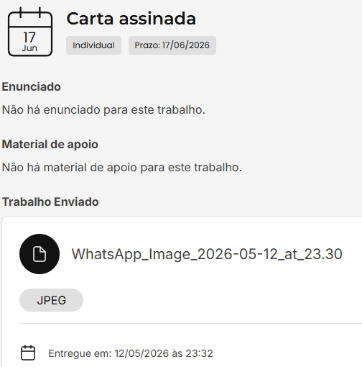 17
Jun
Carta assinada
Individual
Prazo: 17/06/2026
Enunciado
Não há enunciado para este trabalho.
Material de apoio
Não há material de apoio para este trabalho.
Trabalho Enviado
WhatsApp_Image_2026-05-12_at_23.30
JPEG
Entregue em: 12/05/2026 às 23:32